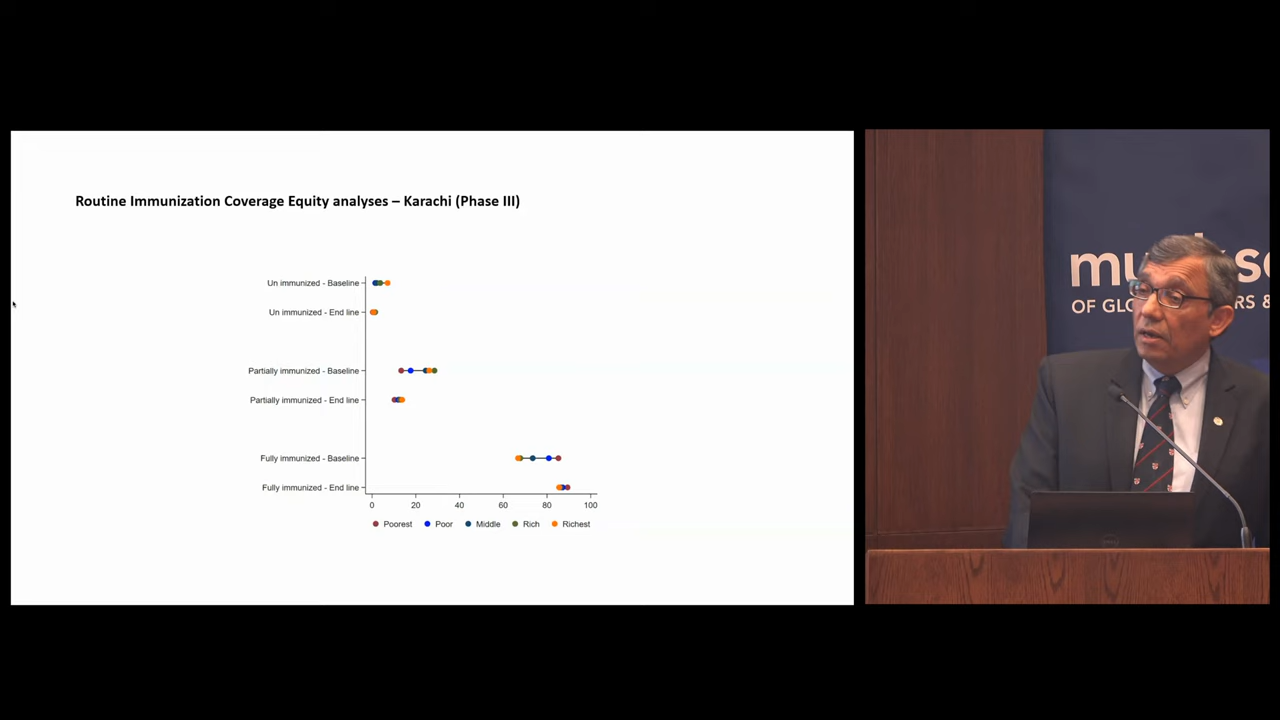 Routine Immunization Coverage Equity analyses – Karachi (Phase III)
Un immunized - Baseline
Un immunized - End line
Partially immunized - Baseline
Partially immunized - End line
Fully immunized - Baseline
Fully immunized - End line
0 20 40 60 80 100
Poorest Poor Middle Rich Richest
OF GLO